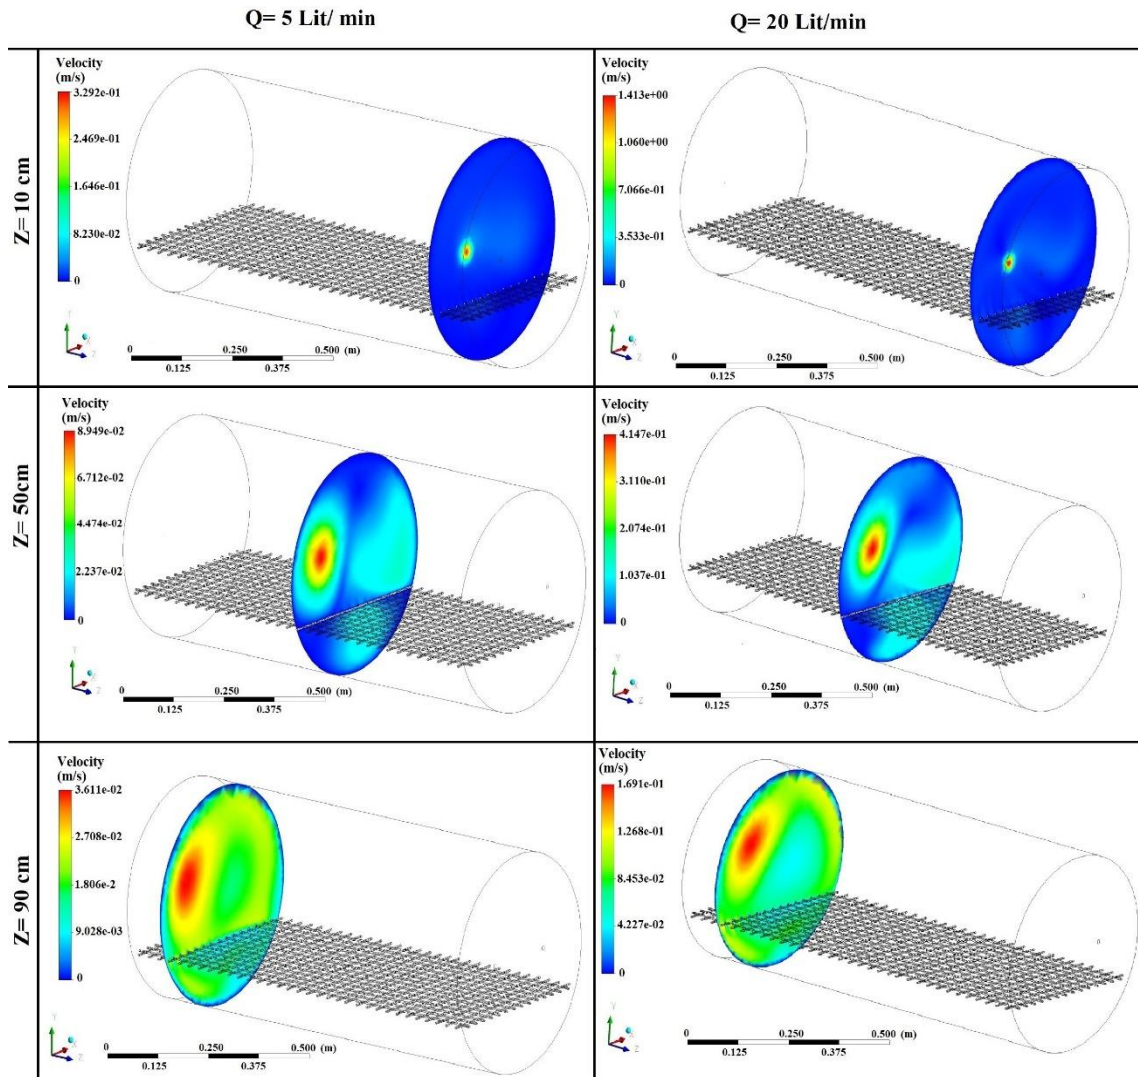 Q= 5 Lit/ min
Q= 20 Lit/min
Z= 10 cm
Velocity
(m/s)
3.292e-01
2.469e-01
1.646e-01
8.230e-02
0
Y
X
Z
0 0.250 0.500 (m)
0.125 0.375
Velocity
(m/s)
1.413e+00
1.060e+00
7.066e-01
3.533e-01
0
Y
X
Z
0 0.250 0.500 (m)
0.125 0.375
Z= 50cm
Velocity
(m/s)
8.949e-02
6.712e-02
4.474e-02
2.237e-02
0
Y
X
Z
0 0.250 0.500 (m)
0.125 0.375
Velocity
(m/s)
4.147e-01
3.110e-01
2.074e-01
1.037e-01
0
Y
X
Z
0 0.250 0.500 (m)
0.125 0.375
Z= 90 cm
Velocity
(m/s)
3.611e-02
2.708e-02
1.806e-2
9.028e-03
0
Y
X
Z
0 0.250 0.500 (m)
0.125 0.375
Velocity
(m/s)
1.691e-01
1.268e-01
8.453e-02
4.227e-02
0
Y
X
Z
0 0.250 0.500 (m)
0.125 0.375